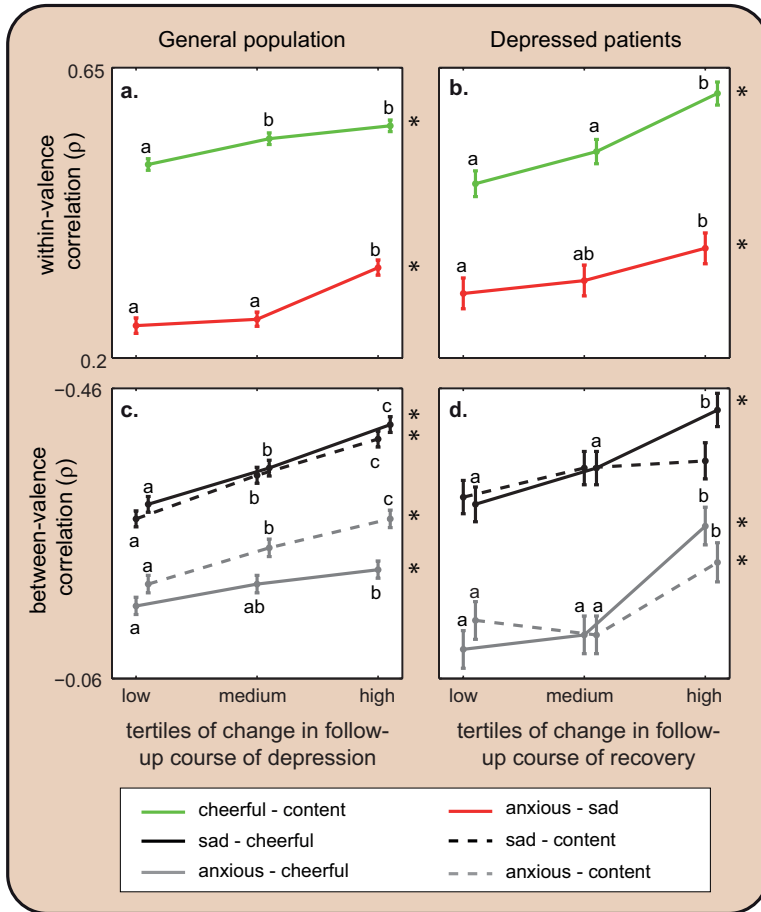 General population
Depressed patients
within-valence
correlation (ρ)
0.65
0.2
a.
a
b
b
*
a
a
b
*
b.
a
a
b
*
a
ab
b
*
between-valence
correlation (ρ)
−0.46
−0.06
c.
a
b
c
*
a
b
c
*
a
b
c
*
a
ab
b
*
d.
a
a
b
*
a
a
b
*
a
b
*
low
medium
high
low
medium
high
tertiles of change in follow-
up course of depression
tertiles of change in follow-
up course of recovery
cheerful - content
anxious - sad
sad - cheerful
sad - content
anxious - cheerful
anxious - content